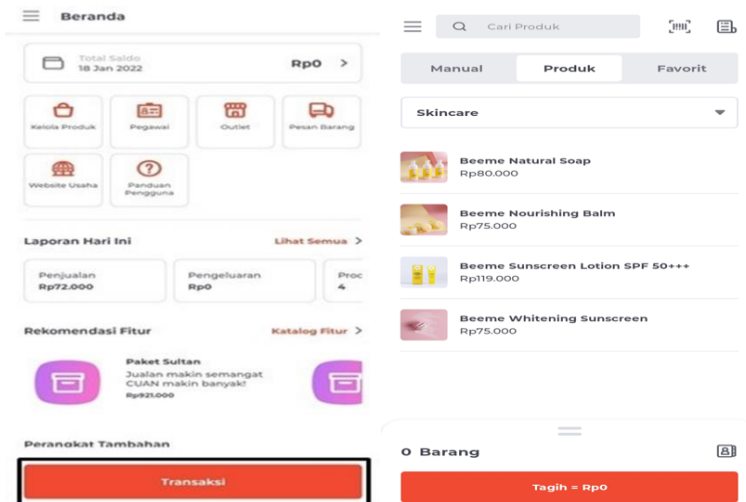 Beranda
Total Saldo
18 Jan 2022
Rp0
Kelola Produk
Pegawai
Outlet
Pesan Barang
Website Usaha
Panduan
Pengguna
Laporan Hari Ini
Lihat Semua
Penjualan
Rp72.000
Pengeluaran
Rp0
Proc
4
Rekomendasi Fitur
Katalog Fitur
Paket Sultan
Jualan makin semangat
CUAN makin banyak!
Rp921.000
Perangkat Tambahan
Transaksi
Cari Produk
Manual
Produk
Favorit
Skincare
Beeme Natural Soap
Rp80.000
Beeme Nourishing Balm
Rp75.000
Beeme Sunscreen Lotion SPF 50+++
Rp119.000
Beeme Whitening Sunscreen
Rp75.000
0 Barang
Tagih = Rp0